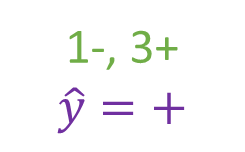 1-, 3+
ŷ = +